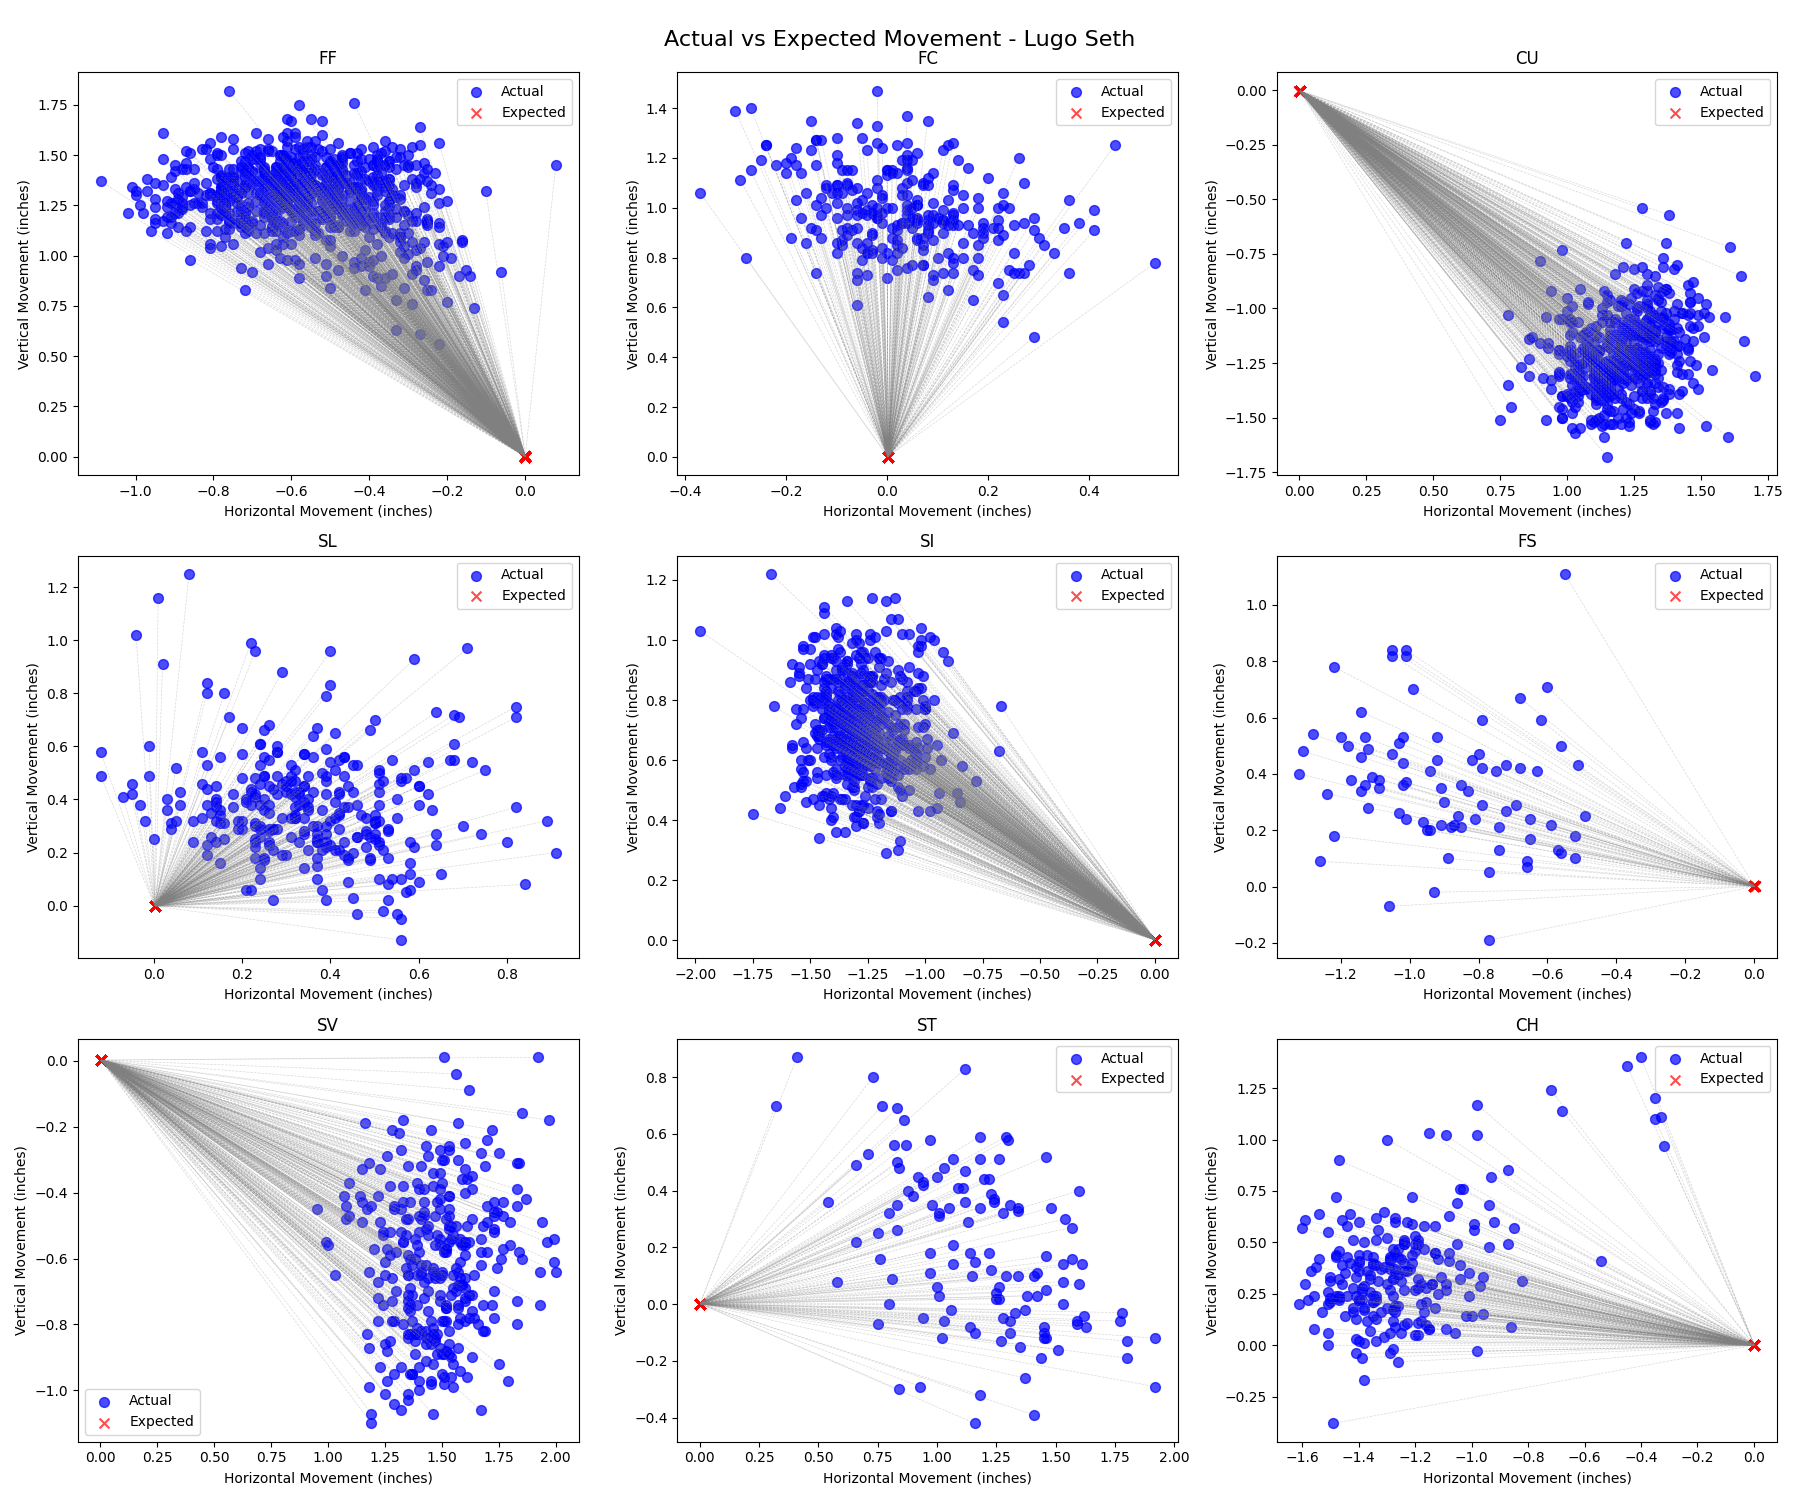 Actual vs Expected Movement - Lugo Seth
FF
Actual
Expected
1.75
1.50
1.25
1.00
0.75
0.50
0.25
0.00
Vertical Movement (inches)
−1.0 −0.8 −0.6 −0.4 −0.2 0.0
Horizontal Movement (inches)
FC
Actual
Expected
1.4
1.2
1.0
0.8
0.6
0.4
0.2
0.0
Vertical Movement (inches)
−0.4 −0.2 0.0 0.2 0.4
Horizontal Movement (inches)
CU
Actual
Expected
0.00
−0.25
−0.50
−0.75
−1.00
−1.25
−1.50
−1.75
Vertical Movement (inches)
0.00 0.25 0.50 0.75 1.00 1.25 1.50 1.75
Horizontal Movement (inches)
SL
Actual
Expected
1.2
1.0
0.8
0.6
0.4
0.2
0.0
Vertical Movement (inches)
0.0 0.2 0.4 0.6 0.8
Horizontal Movement (inches)
SI
Actual
Expected
1.2
1.0
0.8
0.6
0.4
0.2
0.0
Vertical Movement (inches)
−2.00 −1.75 −1.50 −1.25 −1.00 −0.75 −0.50 −0.25 0.00
Horizontal Movement (inches)
FS
Actual
Expected
1.0
0.8
0.6
0.4
0.2
0.0
−0.2
Vertical Movement (inches)
−1.2 −1.0 −0.8 −0.6 −0.4 −0.2 0.0
Horizontal Movement (inches)
SV
0.0
−0.2
−0.4
−0.6
−0.8
−1.0
Vertical Movement (inches)
Actual
Expected
0.00 0.25 0.50 0.75 1.00 1.25 1.50 1.75 2.00
Horizontal Movement (inches)
ST
Actual
Expected
0.8
0.6
0.4
0.2
0.0
−0.2
−0.4
Vertical Movement (inches)
0.00 0.25 0.50 0.75 1.00 1.25 1.50 1.75 2.00
Horizontal Movement (inches)
CH
Actual
Expected
1.25
1.00
0.75
0.50
0.25
0.00
−0.25
Vertical Movement (inches)
−1.6 −1.4 −1.2 −1.0 −0.8 −0.6 −0.4 −0.2 0.0
Horizontal Movement (inches)